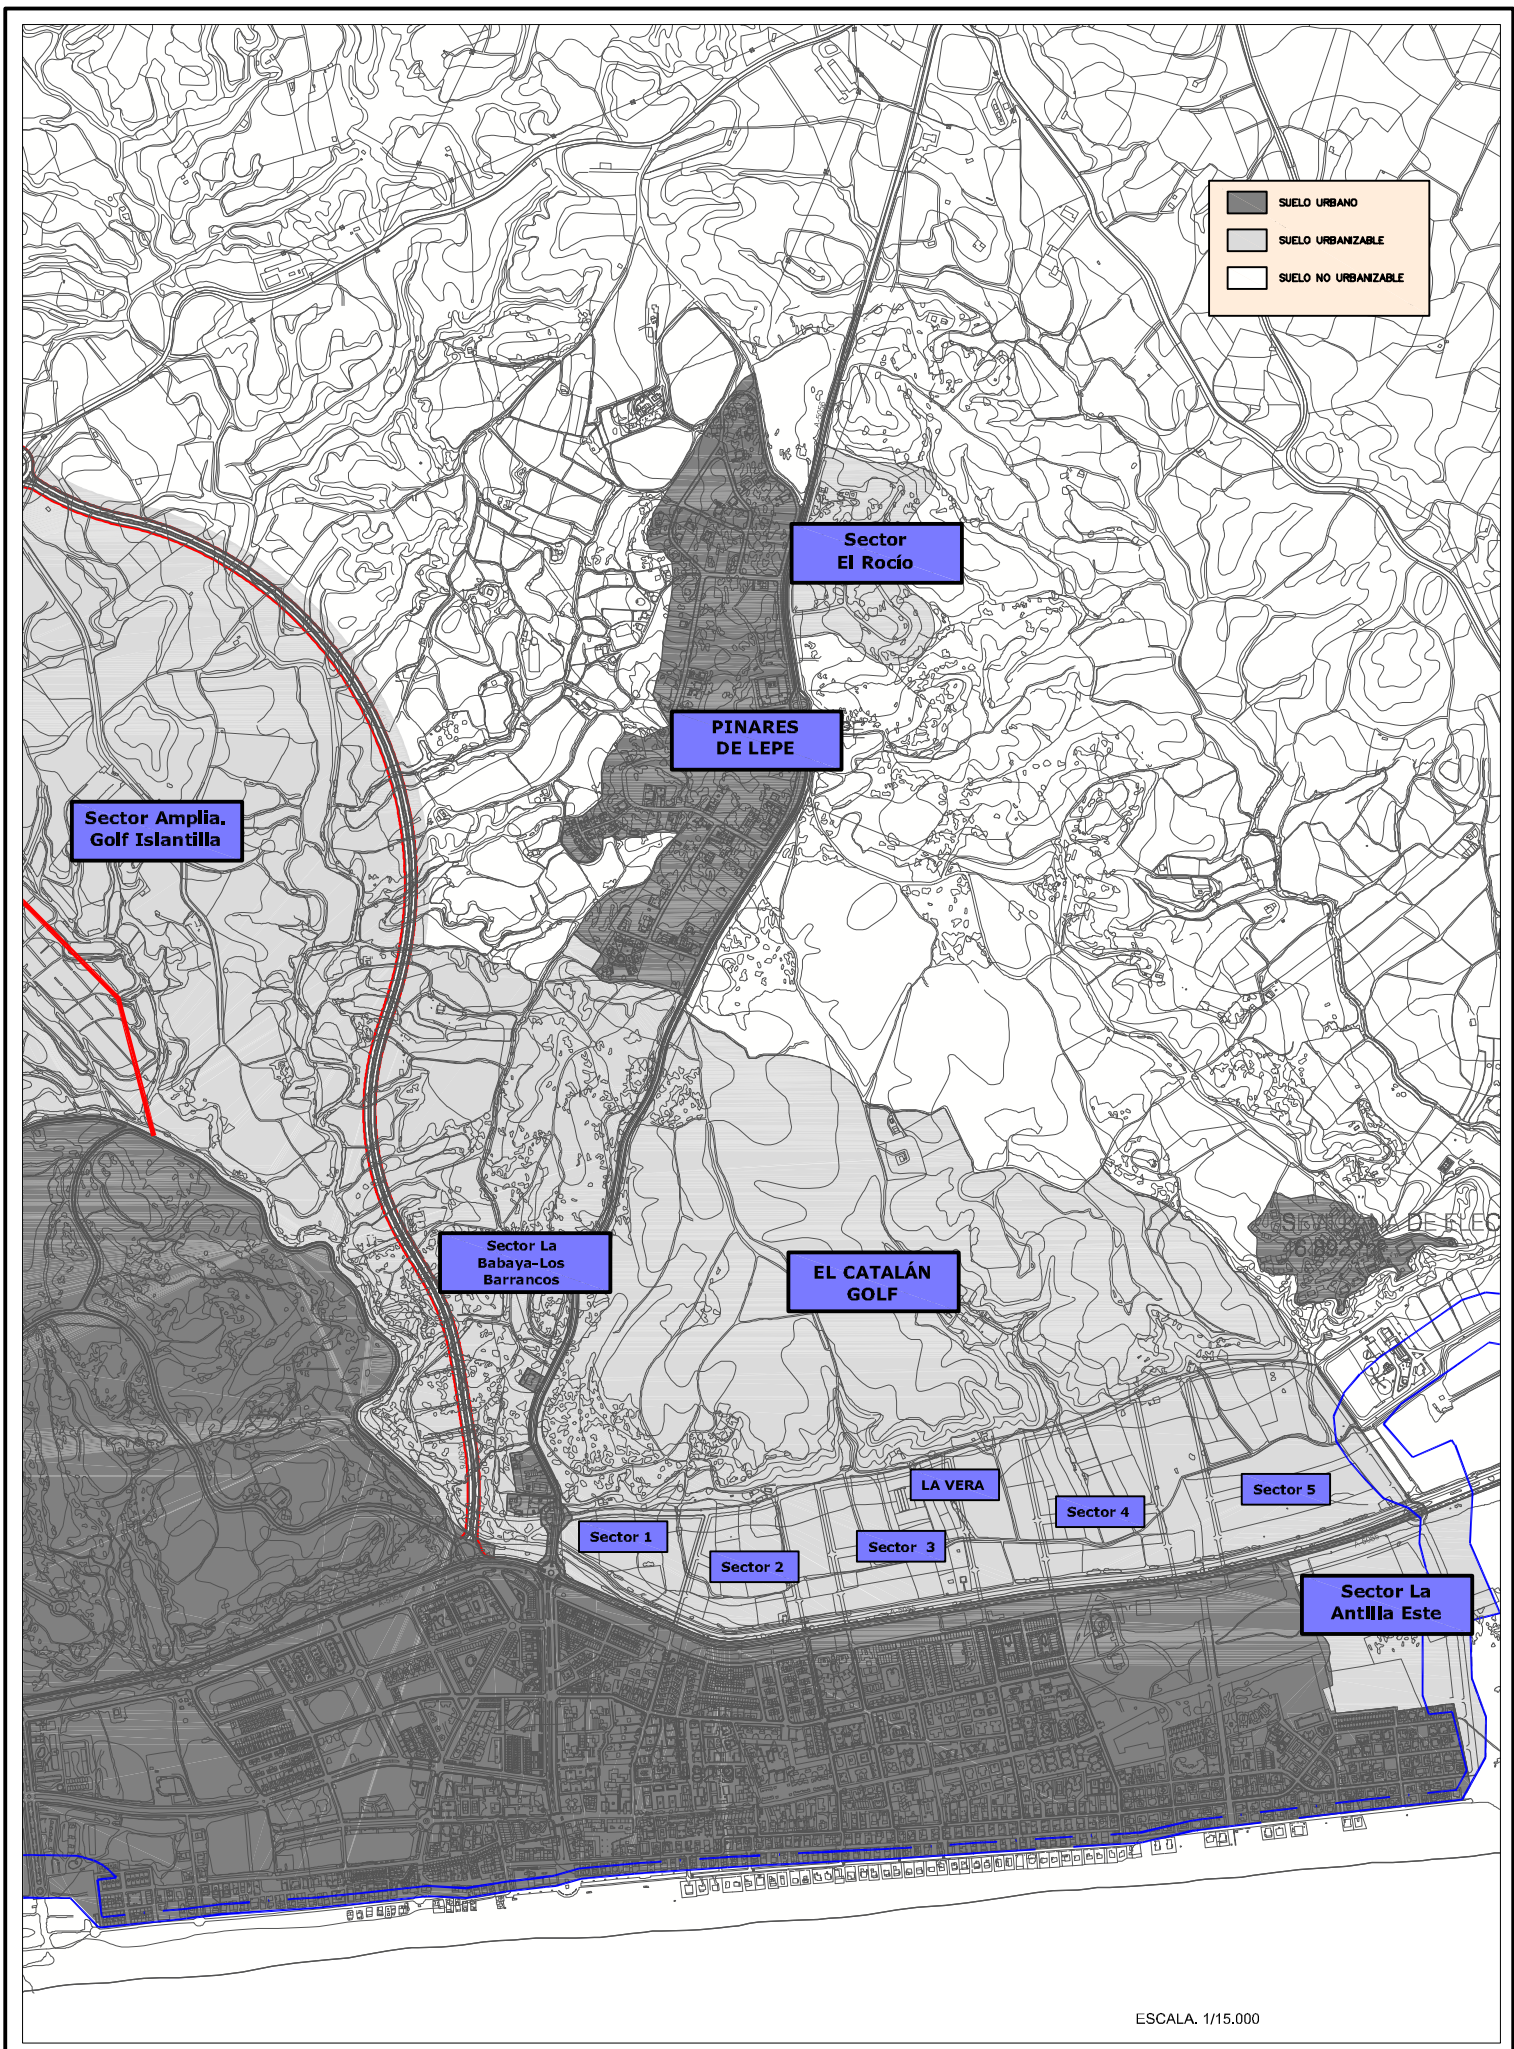 SUELO URBANO
SUELO URBANIZABLE
SUELO NO URBANIZABLE
Sector
El Rocío
PINARES
DE LEPE
Sector Amplia.
Golf Islantilla
DE ELEC
Sector La
Babaya-Los
Barrancos
EL CATALÁN
GOLF
LA VERA
Sector 5
Sector 4
Sector 1
Sector 3
Sector 2
Sector La
Antilla Este
ESCALA. 1/15.000